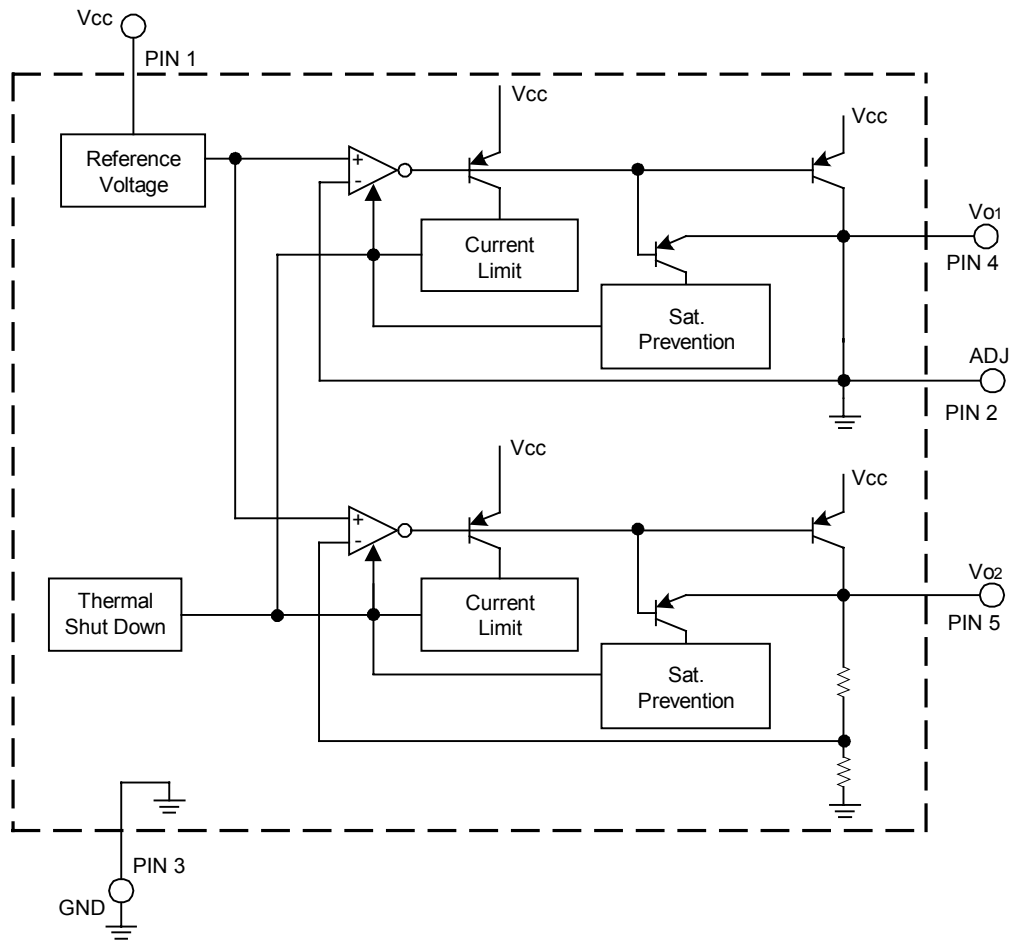 Vcc
PIN 1
Vcc
Vcc
Reference
Voltage
+
-
Current
Limit
Vo1
PIN 4
Sat.
Prevention
ADJ
PIN 2
Vcc
Vcc
+
-
Thermal
Shut Down
Current
Limit
Vo2
PIN 5
Sat.
Prevention
PIN 3
GND